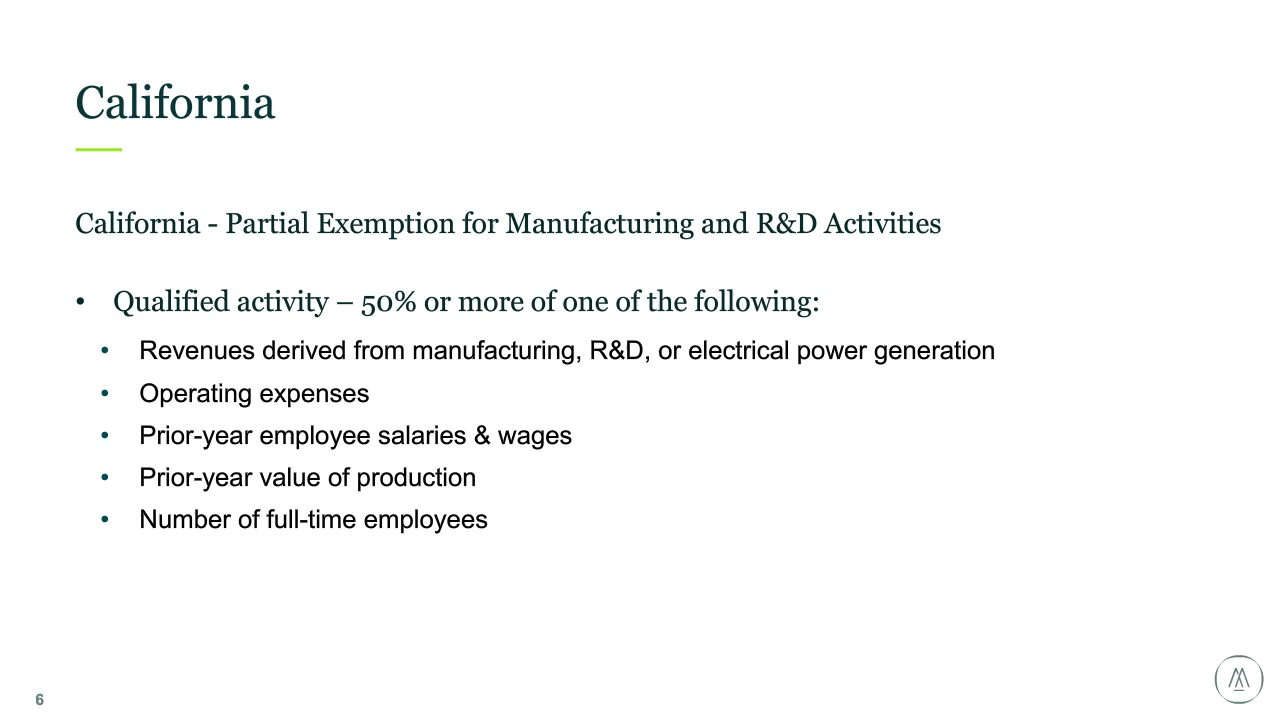 California
California - Partial Exemption for Manufacturing and R&D Activities
• Qualified activity – 50% or more of one of the following:
• Revenues derived from manufacturing, R&D, or electrical power generation
• Operating expenses
• Prior-year employee salaries & wages
• Prior-year value of production
• Number of full-time employees
6